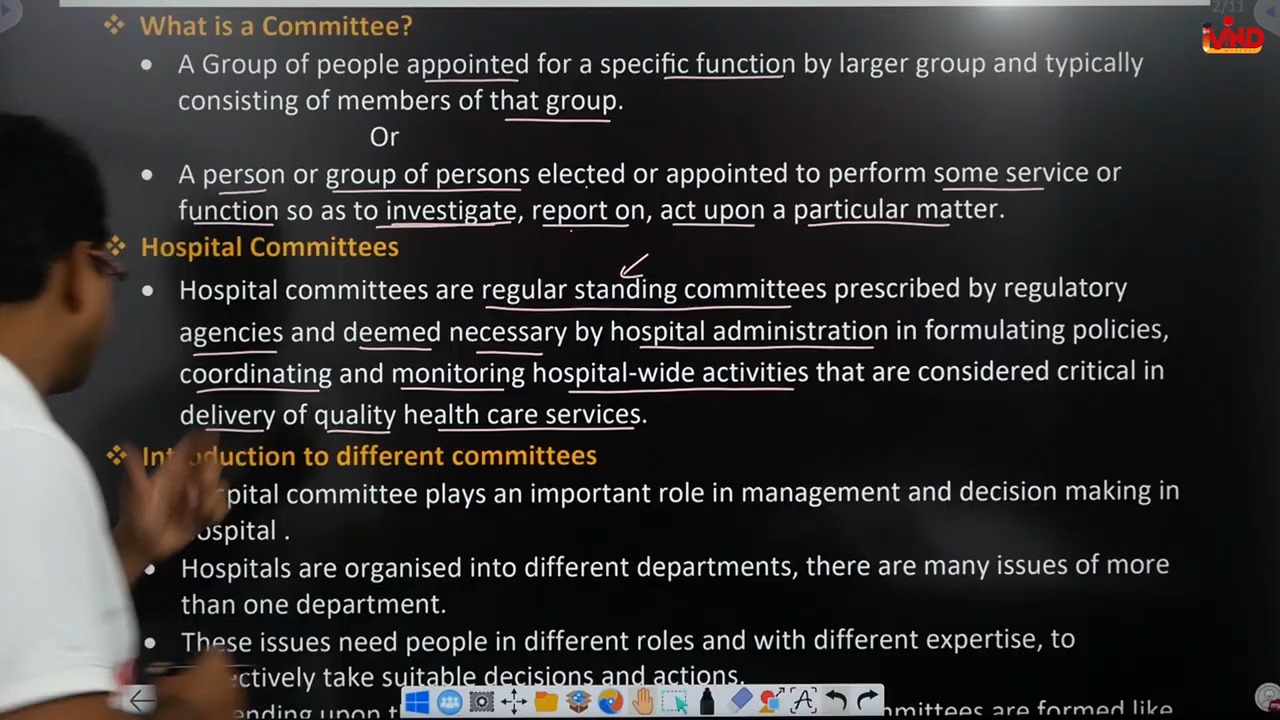 2/11
iMIND
What is a Committee?
A Group of people appointed for a specific function by larger group and typically
consisting of members of that group.
Or
A person or group of persons elected or appointed to perform some service or
function so as to investigate, report on, act upon a particular matter.
Hospital Committees
Hospital committees are regular standing committees prescribed by regulatory
agencies and deemed necessary by hospital administration in formulating policies,
coordinating and monitoring hospital-wide activities that are considered critical in
delivery of quality health care services.
to different committees
committee plays an important role in management and decision making in
Hospitals are organised into different departments, there are many issues of more
than one department.
These issues need people in different roles and with different expertise, to
take suitable decisions and actions.
are formed like